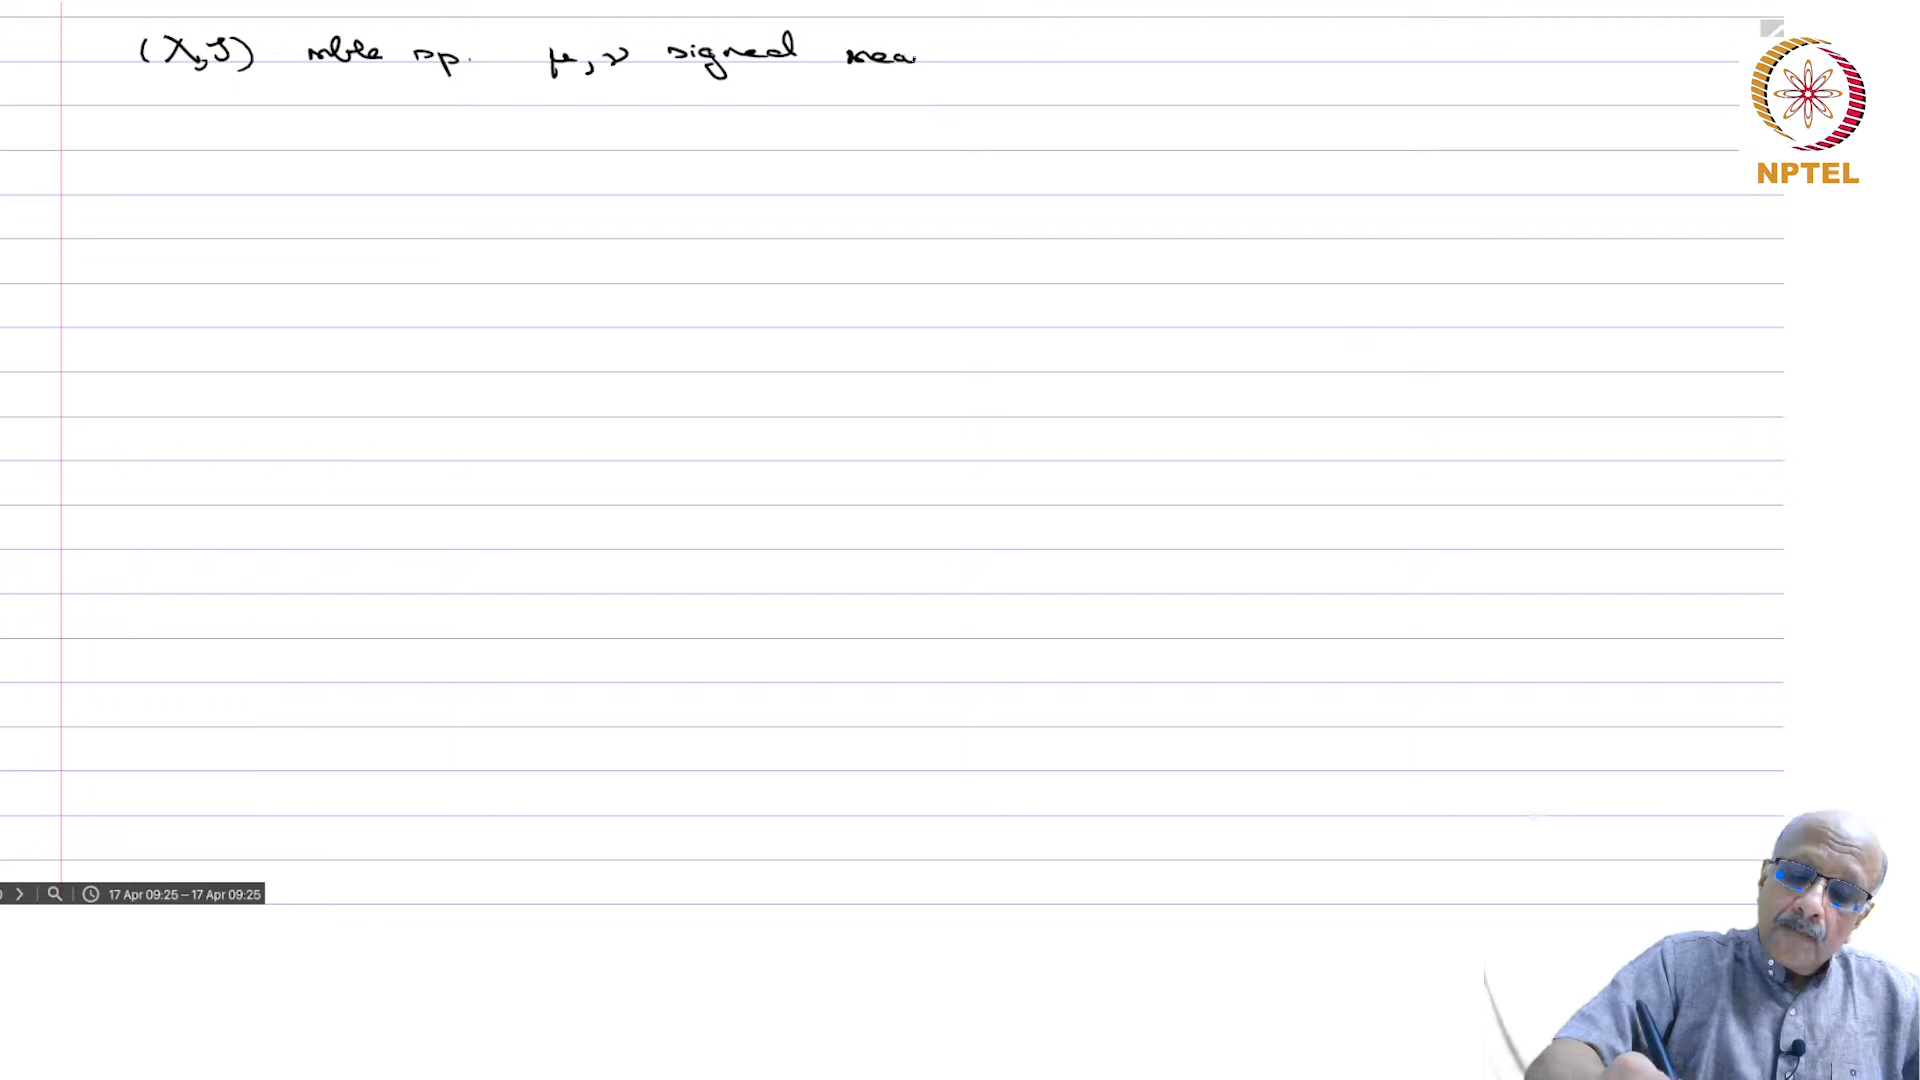 (X, S) mble sp. μ, ν signed mea
NPTEL
17 Apr 09:25 – 17 Apr 09:25